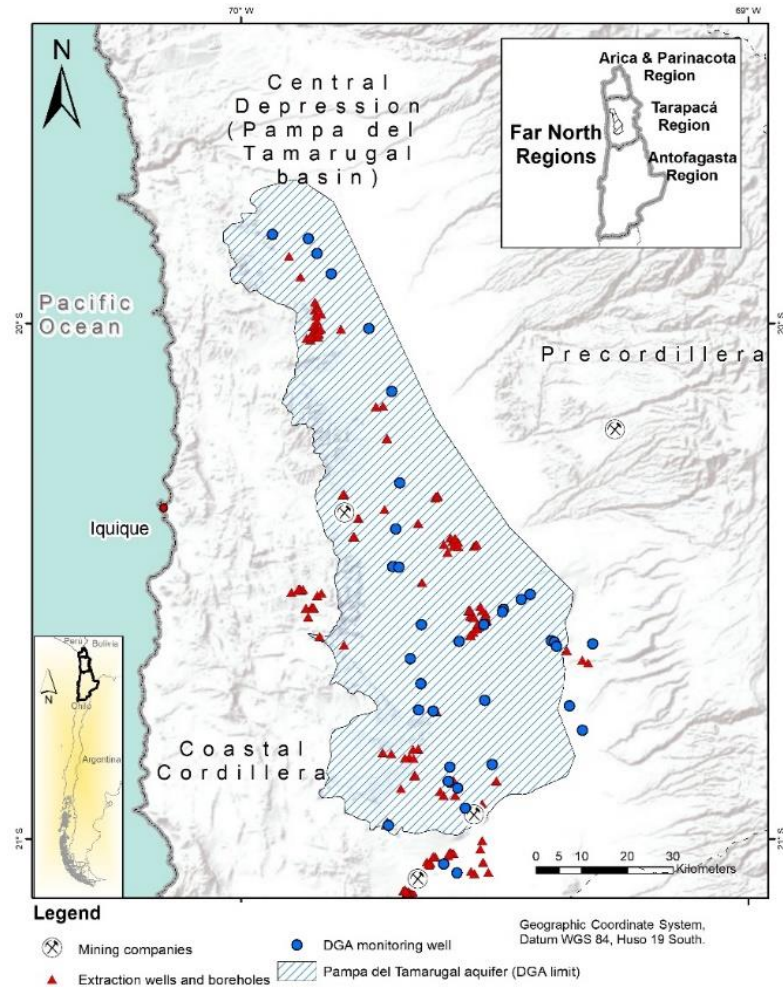 70° W
69° W
N
Central
Depression
(Pampa del
Tamarugal
basin)
Arica & Parinacota
Region
Tarapacá
Region
Far North
Regions
Antofagasta
Region
Pacific
Ocean
20° S
20° S
Precordillera
Iquique
Perú
Bolivia
N
Chile
Argentina
Coastal
Cordillera
21° S
21° S
0 5 10 20 30
Kilometers
Legend
Mining companies
DGA monitoring well
Extraction wells and boreholes
Pampa del Tamarugal aquifer (DGA limit)
Geographic Coordinate System,
Datum WGS 84, Huso 19 South.